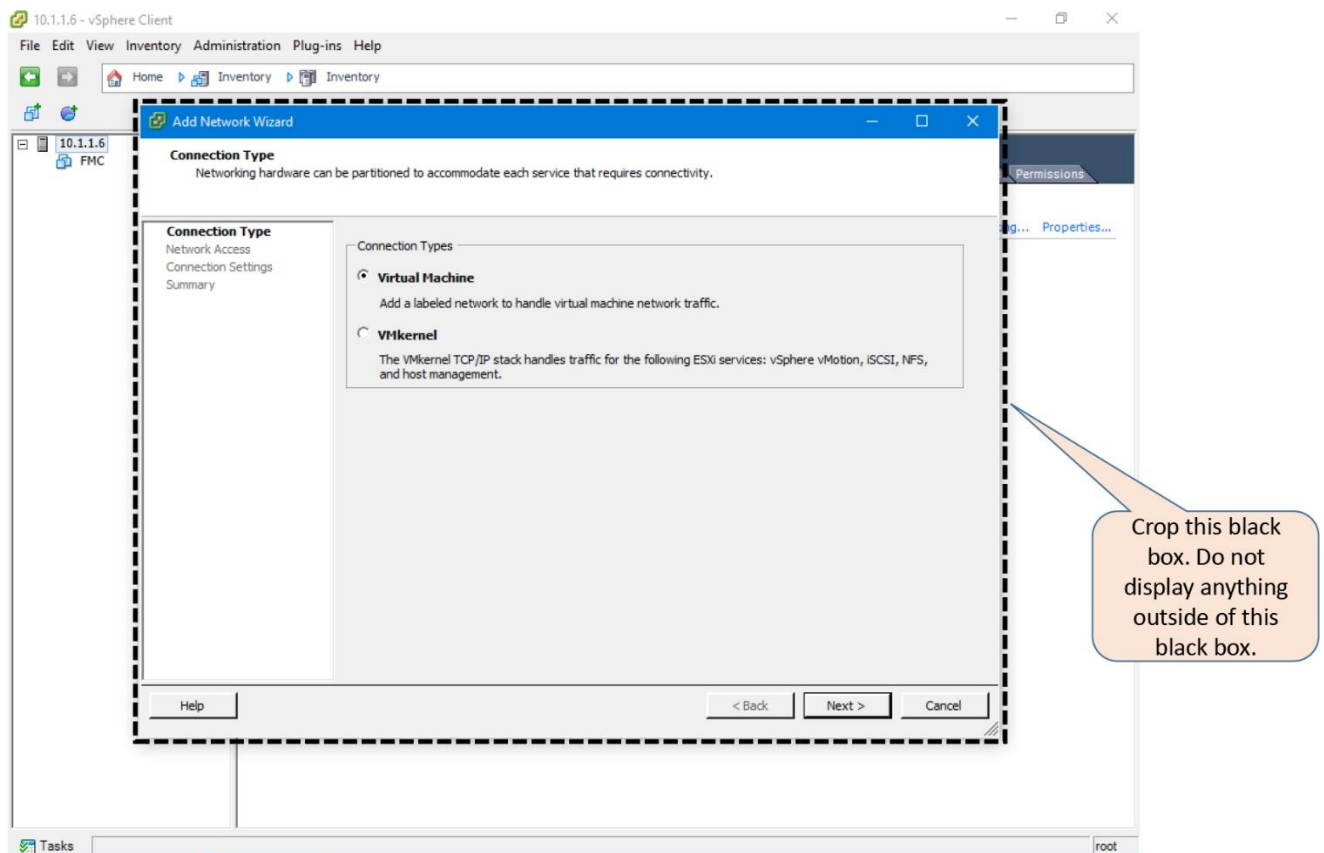 10.1.1.6 - vSphere Client
File Edit View Inventory Administration Plug-ins Help
Home Inventory Inventory
Add Network Wizard
10.1.1.6
FMC
Connection Type
Networking hardware can be partitioned to accommodate each service that requires connectivity.
Permissions
Properties...
Connection Type
Network Access
Connection Settings
Summary
Connection Types
Virtual Machine
Add a labeled network to handle virtual machine network traffic.
VMkernel
The VMkernel TCP/IP stack handles traffic for the following ESXi services: vSphere vMotion, iSCSI, NFS,
and host management.
Crop this black
box. Do not
display anything
outside of this
black box.
Help
< Back
Next >
Cancel
Tasks
root